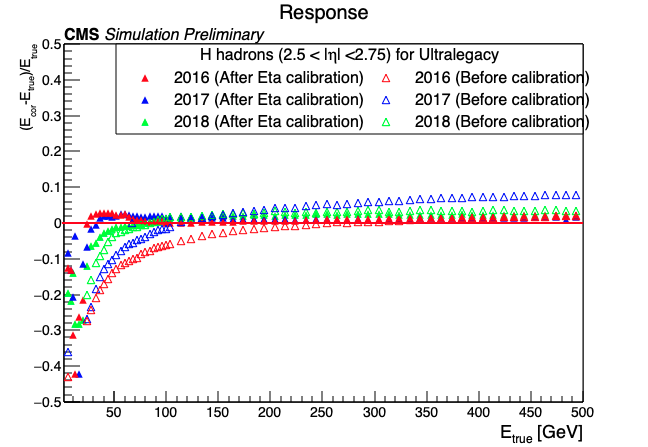 Response
CMS Simulation Preliminary
H hadrons (2.5 < |η| <2.75) for Ultralegacy
2016 (After Eta calibration) 2016 (Before calibration)
2017 (After Eta calibration) 2017 (Before calibration)
2018 (After Eta calibration) 2018 (Before calibration)
(E_cor-E_true)/E_true
0.5
0.4
0.3
0.2
0.1
0
−0.1
−0.2
−0.3
−0.4
−0.5
50 100 150 200 250 300 350 400 450 500
E_true [GeV]